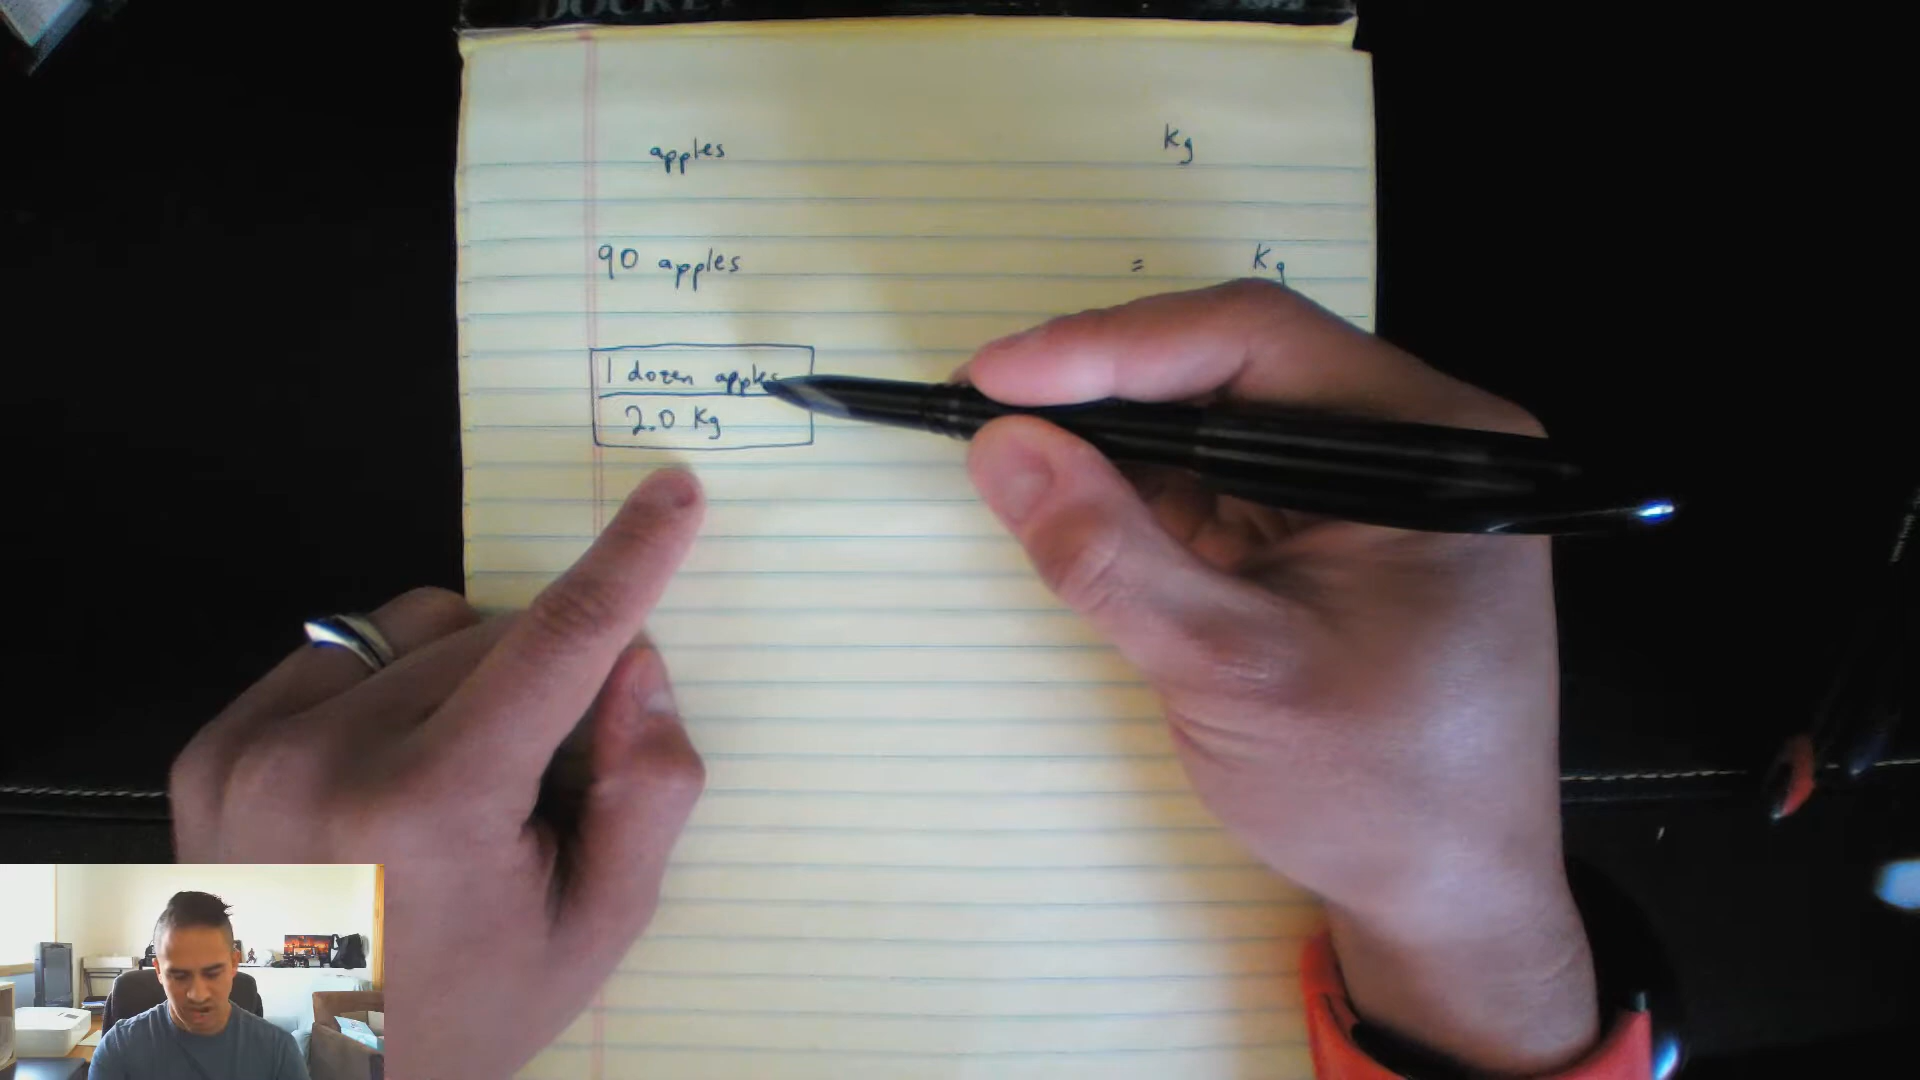 apples kg
90 apples = Kg
1 dozen apples
2.0 Kg